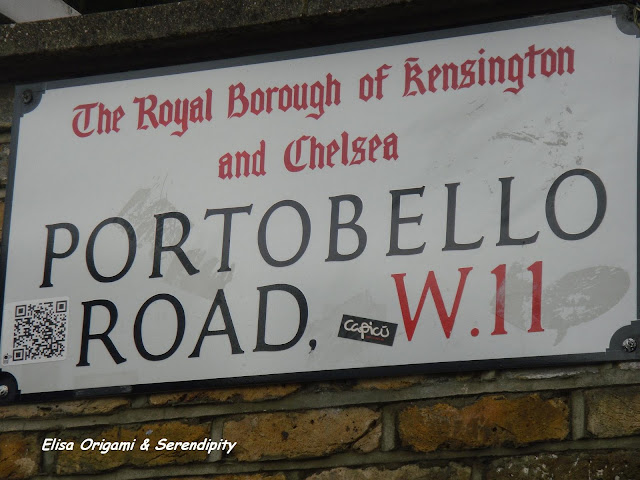 The Royal Borough of Kensington
and Chelsea
PORTOBELLO
ROAD, W.11
capicù
Elisa Origami & Serendipity